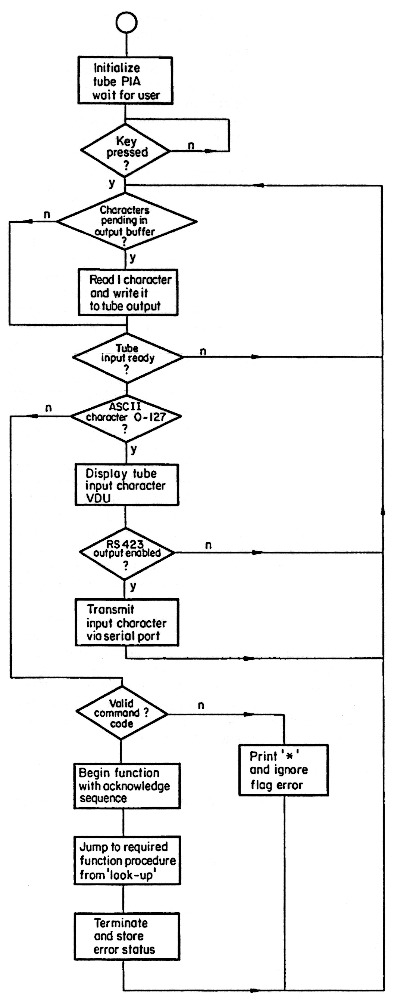 Initialize
tube PIA
wait for user
Key
pressed
?
n
y
Characters
pending in
output buffer
?
n
y
Read 1 character
and write it
to tube output
Tube
input ready
?
n
ASCII
character 0-127
?
n
y
Display tube
input character
VDU
RS423
output enabled
?
n
y
Transmit
input character
via serial port
Valid
command ?
code
n
Print '*'
and ignore
flag error
Begin function
with acknowledge
sequence
Jump to required
function procedure
from 'look-up'
Terminate
and store
error status